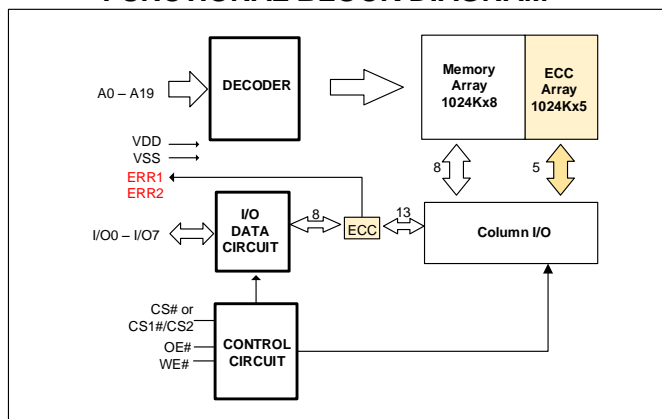 FUNCTIONAL BLOCK DIAGRAM
A0 – A19
DECODER
Memory
Array
1024Kx8
ECC
Array
1024Kx5
VDD
VSS
ERR1
ERR2
8
5
I/O0 – I/O7
I/O
DATA
CIRCUIT
8
ECC
13
Column I/O
CS# or
CS1#/CS2
OE#
WE#
CONTROL
CIRCUIT